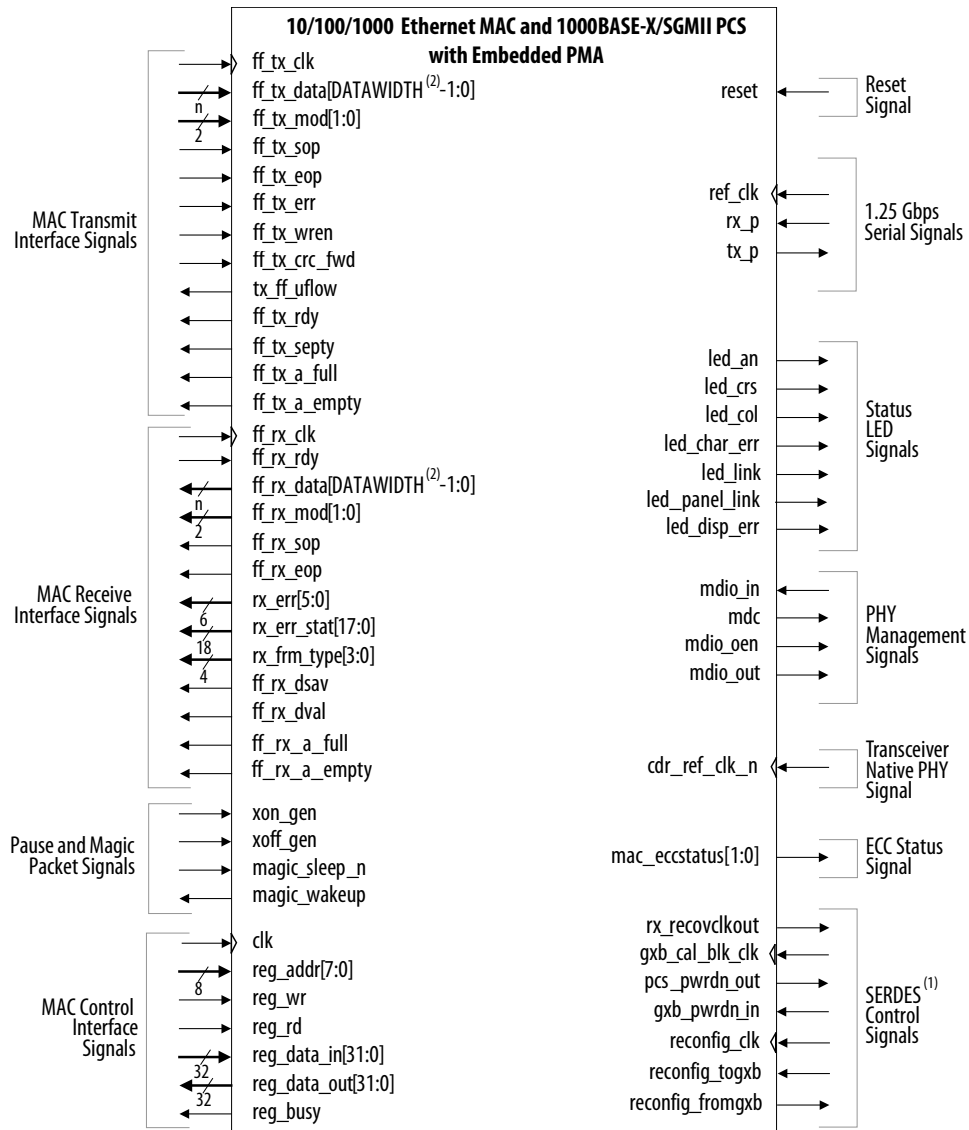 10/100/1000 Ethernet MAC and 1000BASE-X/SGMII PCS
with Embedded PMA
MAC Transmit
Interface Signals
ff_tx_clk
ff_tx_data[DATAWIDTH(2)-1:0]
n
ff_tx_mod[1:0]
2
ff_tx_sop
ff_tx_eop
ff_tx_err
ff_tx_wren
ff_tx_crc_fwd
tx_ff_uflow
ff_tx_rdy
ff_tx_septy
ff_tx_a_full
ff_tx_a_empty
MAC Receive
Interface Signals
ff_rx_clk
ff_rx_rdy
ff_rx_data[DATAWIDTH(2)-1:0]
n
ff_rx_mod[1:0]
2
ff_rx_sop
ff_rx_eop
rx_err[5:0]
6
rx_err_stat[17:0]
18
rx_frm_type[3:0]
4
ff_rx_dsav
ff_rx_dval
ff_rx_a_full
ff_rx_a_empty
Pause and Magic
Packet Signals
xon_gen
xoff_gen
magic_sleep_n
magic_wakeup
MAC Control
Interface
Signals
clk
reg_addr[7:0]
8
reg_wr
reg_rd
reg_data_in[31:0]
32
reg_data_out[31:0]
32
reg_busy
reset
Reset
Signal
ref_clk
rx_p
tx_p
1.25 Gbps
Serial Signals
led_an
led_crs
led_col
led_char_err
led_link
led_panel_link
led_disp_err
Status
LED
Signals
mdio_in
mdc
mdio_oen
mdio_out
PHY
Management
Signals
cdr_ref_clk_n
Transceiver
Native PHY
Signal
mac_eccstatus[1:0]
ECC Status
Signal
rx_recovclkout
gxb_cal_blk_clk
pcs_pwrdn_out
gxb_pwrdn_in
reconfig_clk
reconfig_togxb
reconfig_fromgxb
SERDES(1)
Control
Signals